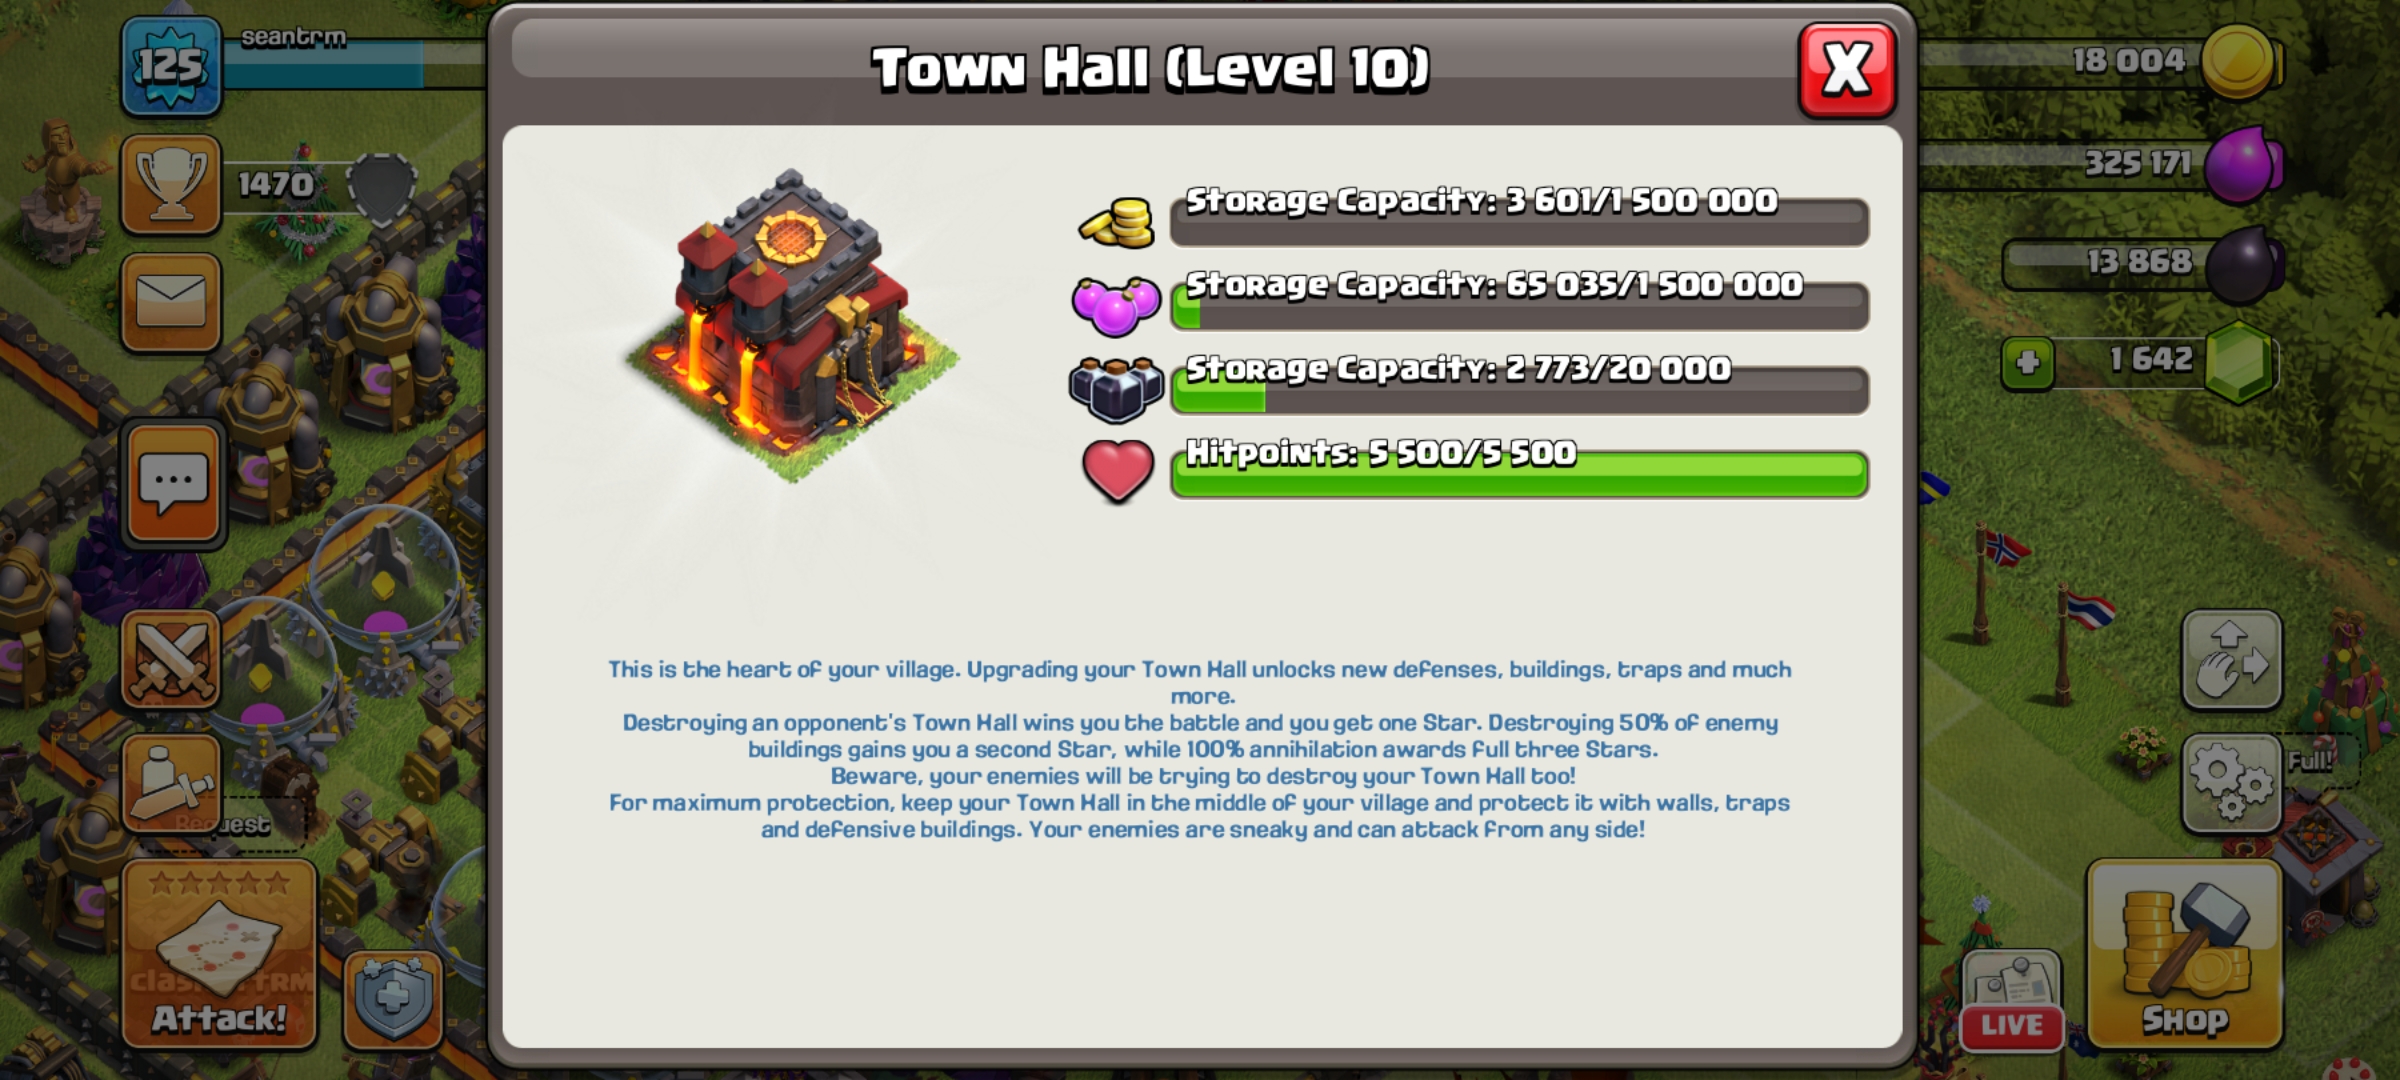 125
seantrm
Town Hall (Level 10)
X
18 004
1470
Storage Capacity: 3 601/1 500 000
325 171
Storage Capacity: 65 035/1 500 000
13 868
Storage Capacity: 2 773/20 000
1 642
Hitpoints: 5 500/5 500
This is the heart of your village. Upgrading your Town Hall unlocks new defenses, buildings, traps and much
more.
Destroying an opponent's Town Hall wins you the battle and you get one Star. Destroying 50% of enemy
buildings gains you a second Star, while 100% annihilation awards full three Stars.
Beware, your enemies will be trying to destroy your Town Hall too!
For maximum protection, keep your Town Hall in the middle of your village and protect it with walls, traps
and defensive buildings. Your enemies are sneaky and can attack from any side!
Full!
Request
Attack!
LIVE
Shop